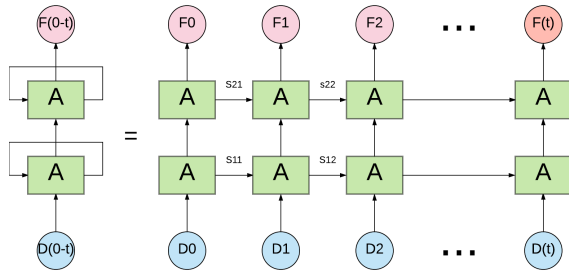 F(0-t) F0 F1 F2 ... F(t)
A A A A A
S21 s22
=
A A A A A
S11 S12
D(0-t) D0 D1 D2 ... D(t)